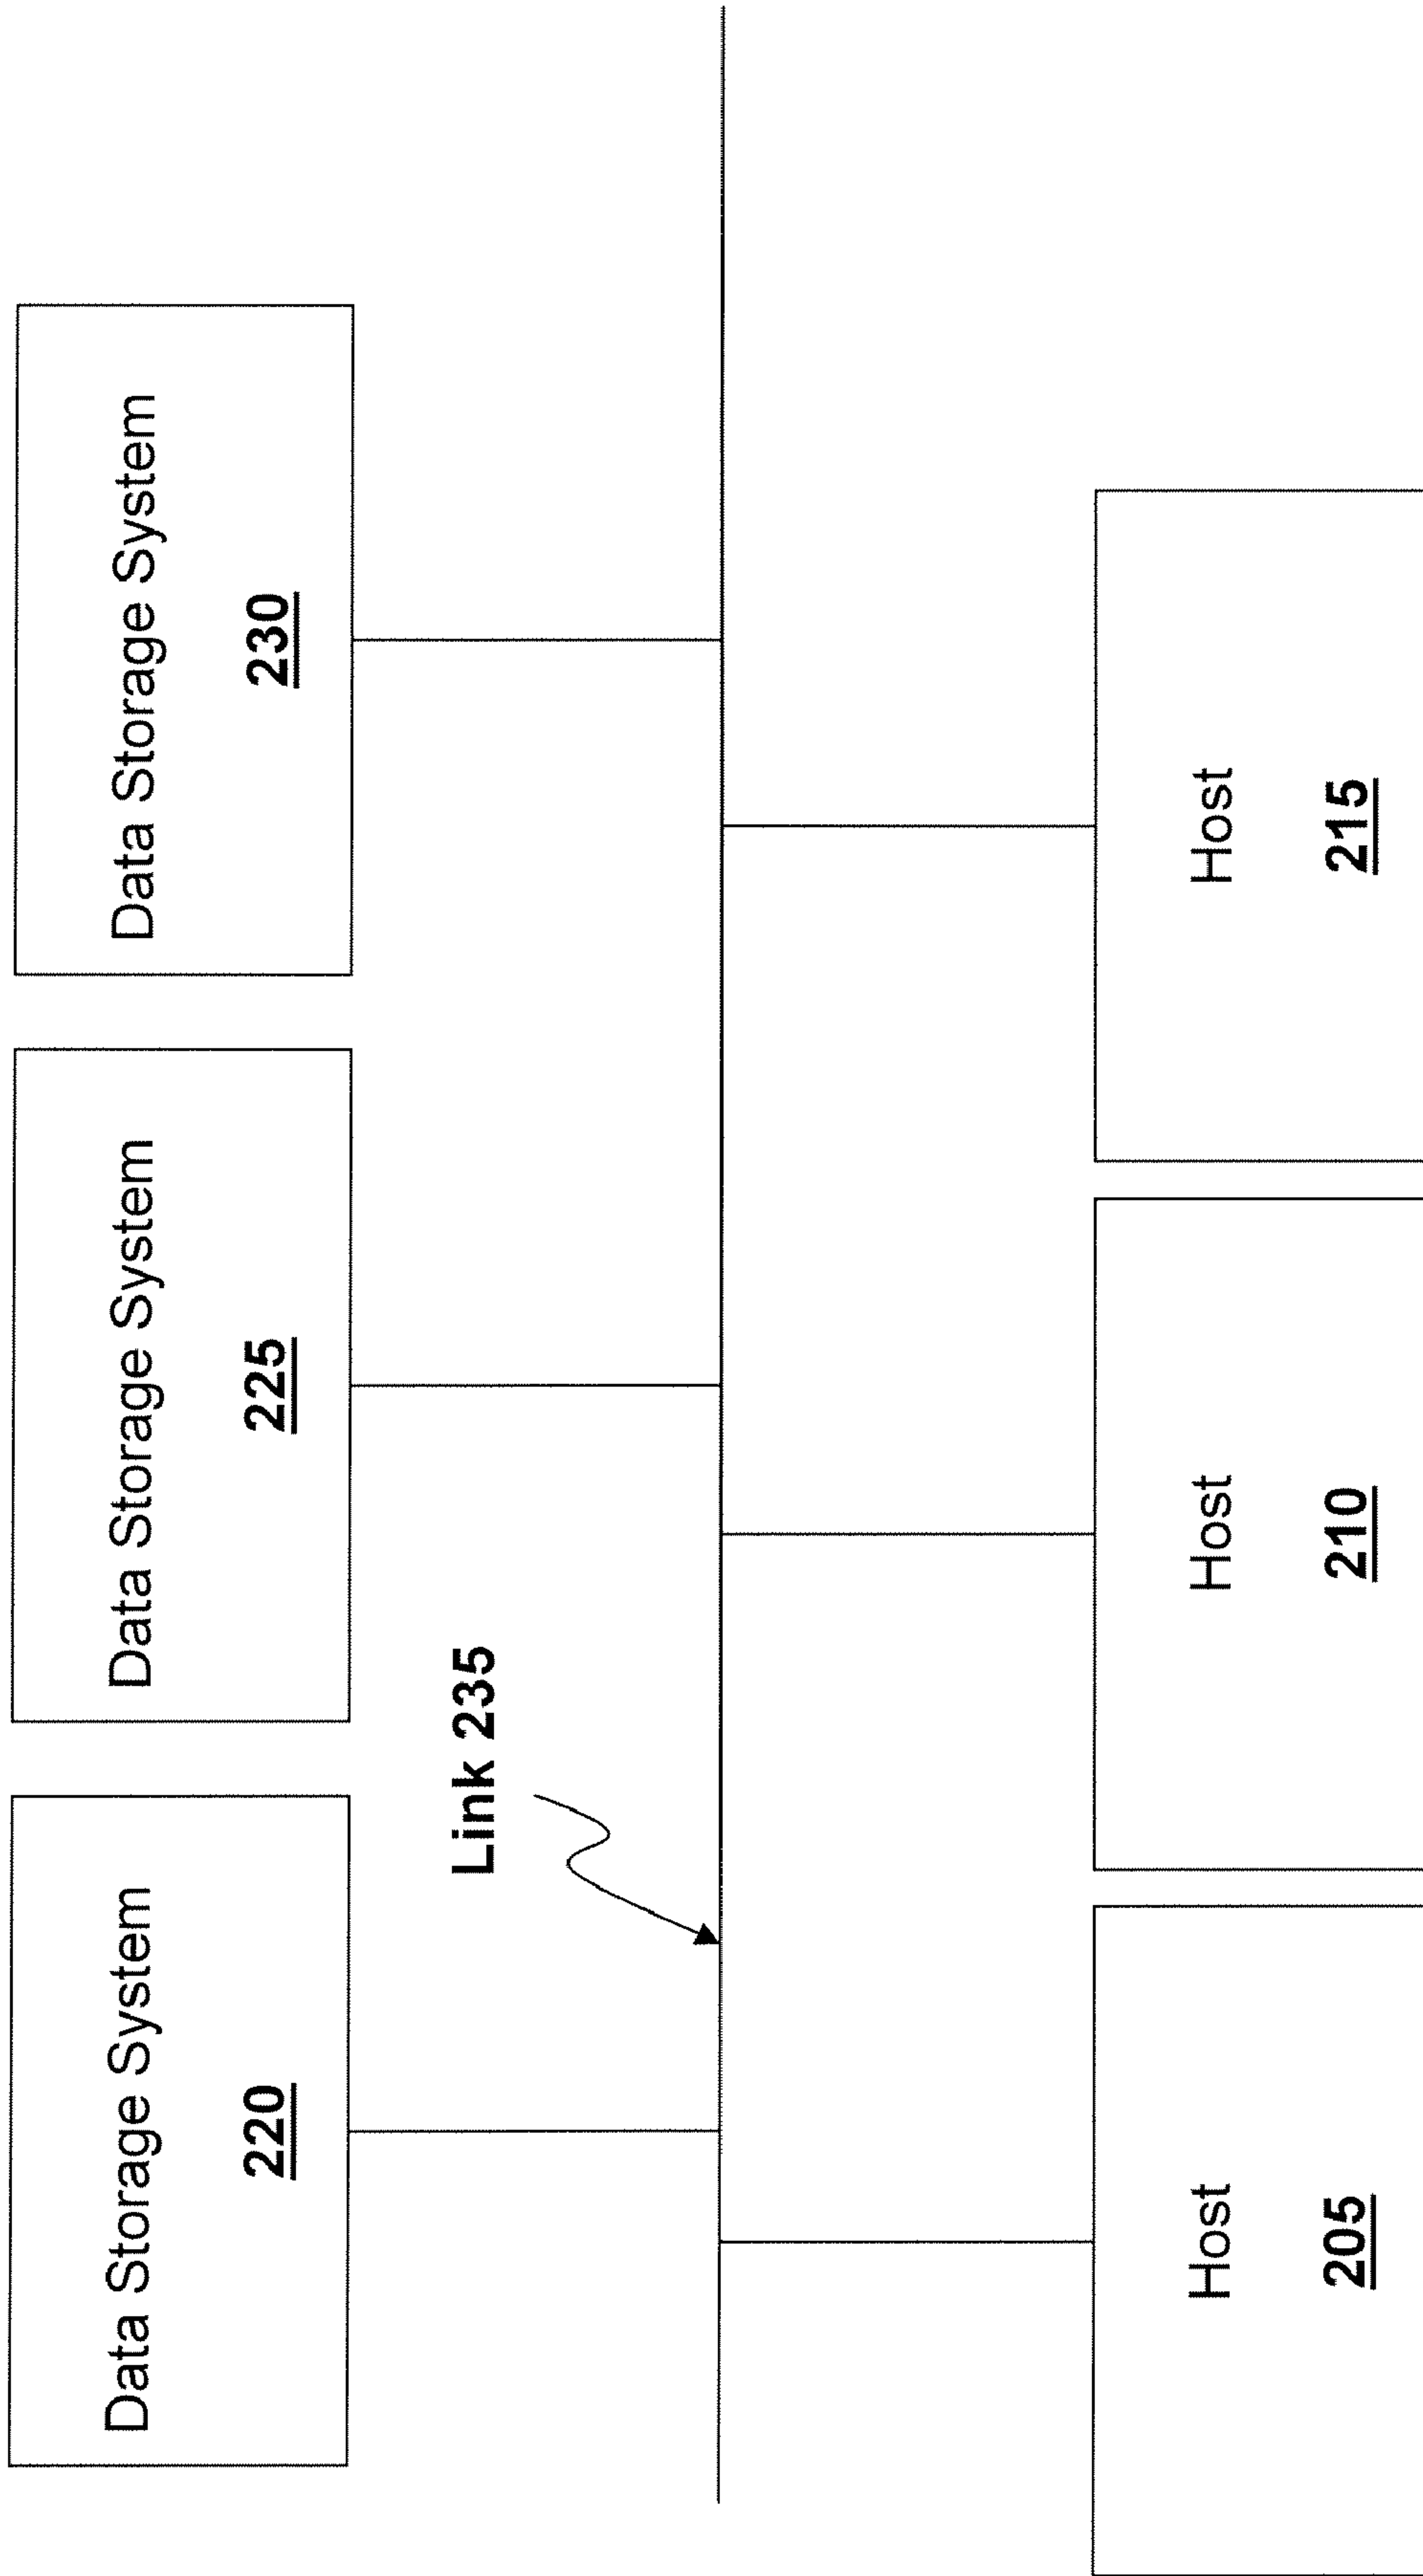 Data Storage System
220
Data Storage System
225
Data Storage System
230
Link 235
Host
205
Host
210
Host
215